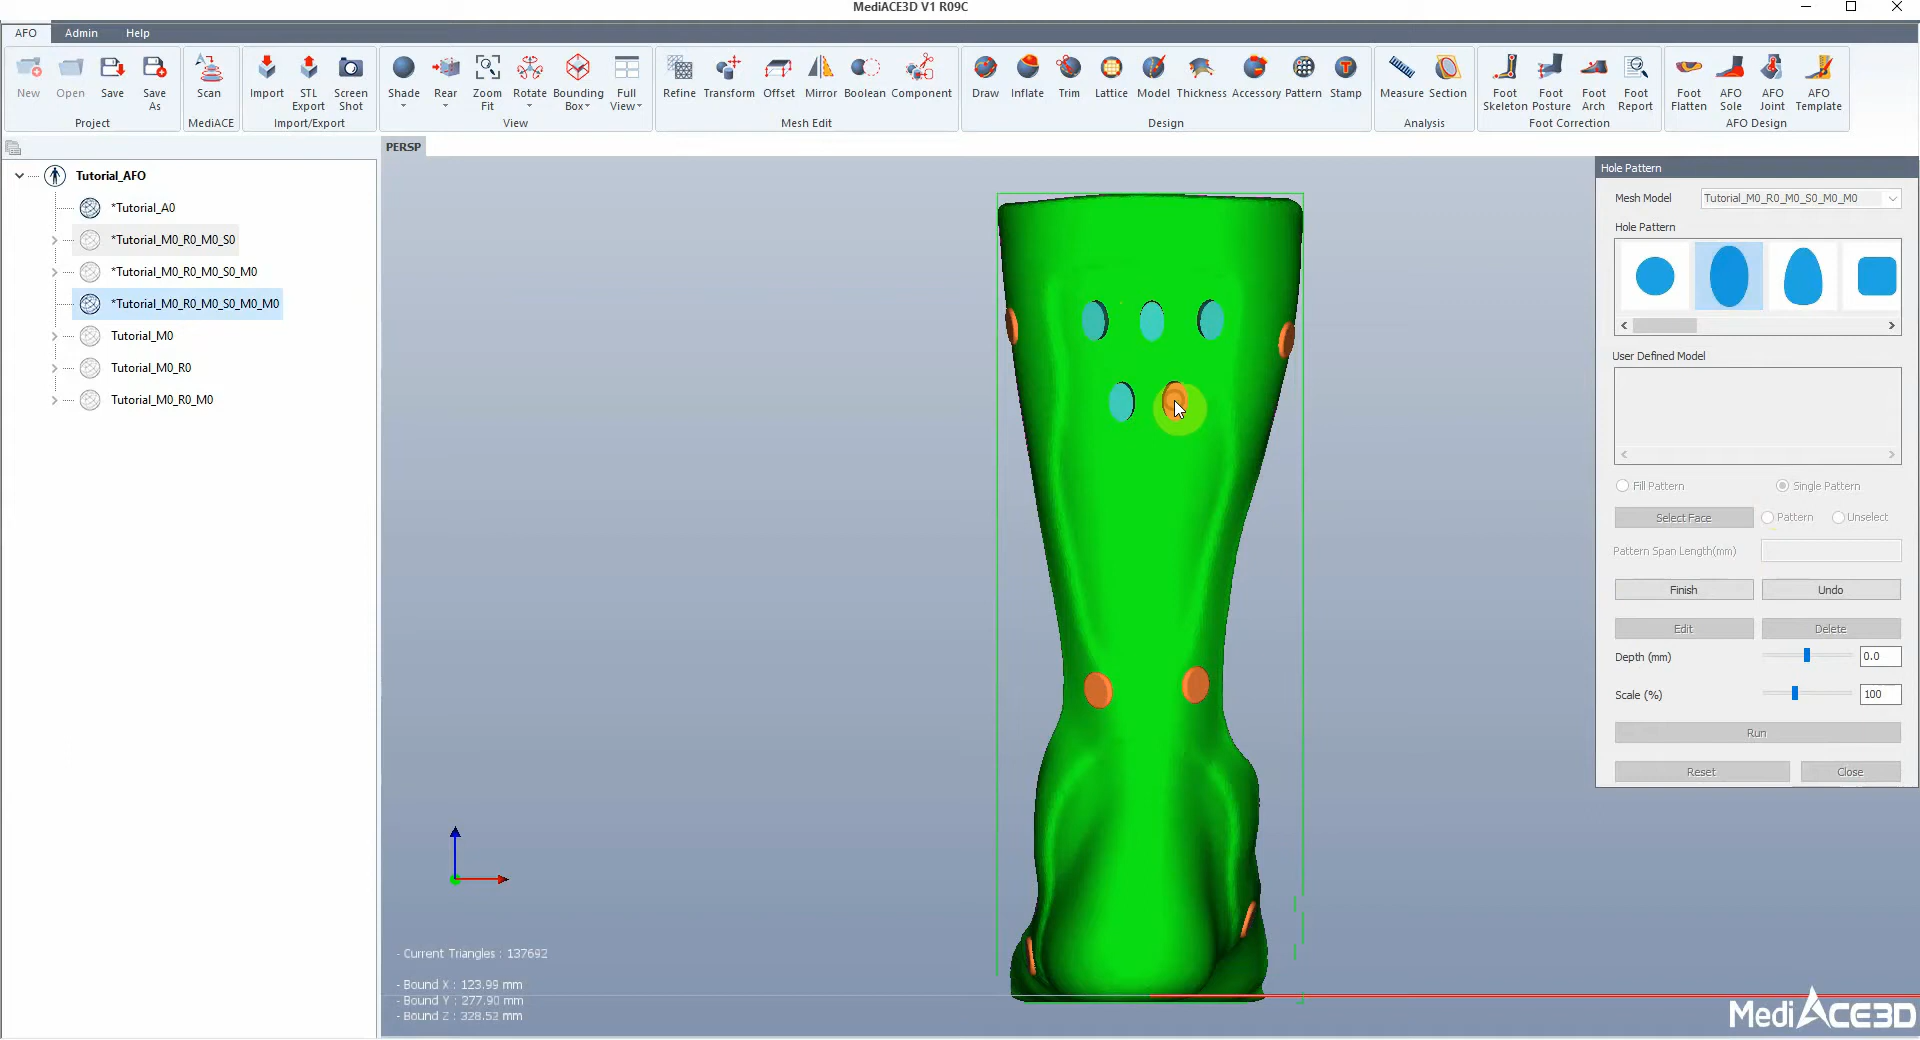 MediACE3D V1 R09C
AFO Admin Help
New Open Save Save As
Project
Scan
MediACE
Import STL Export Screen Shot
Import/Export
Shade Rear Zoom Fit Rotate Bounding Box Full View
View
Refine Transform Offset Mirror Boolean Component
Mesh Edit
Draw Inflate Trim Lattice Model Thickness Accessory Pattern Stamp
Design
Measure Section
Analysis
Foot Skeleton Foot Posture Foot Arch Foot Report
Foot Correction
Foot Flatten AFO Sole AFO Joint AFO Template
AFO Design
PERSP
Tutorial_AFO
*Tutorial_A0
*Tutorial_M0_R0_M0_S0
*Tutorial_M0_R0_M0_S0_M0
*Tutorial_M0_R0_M0_S0_M0_M0
Tutorial_M0
Tutorial_M0_R0
Tutorial_M0_R0_M0
Hole Pattern
Mesh Model Tutorial_M0_R0_M0_S0_M0_M0
Hole Pattern
User Defined Model
Fill Pattern Single Pattern
Select Face Pattern Unselect
Pattern Span Length(mm)
Finish Undo
Edit Delete
Depth (mm) 0.0
Scale (%) 100
Run
Reset Close
- Current Triangles : 137692
- Bound X : 123.99 mm
- Bound Y : 277.90 mm
- Bound Z : 328.52 mm
MediACE3D